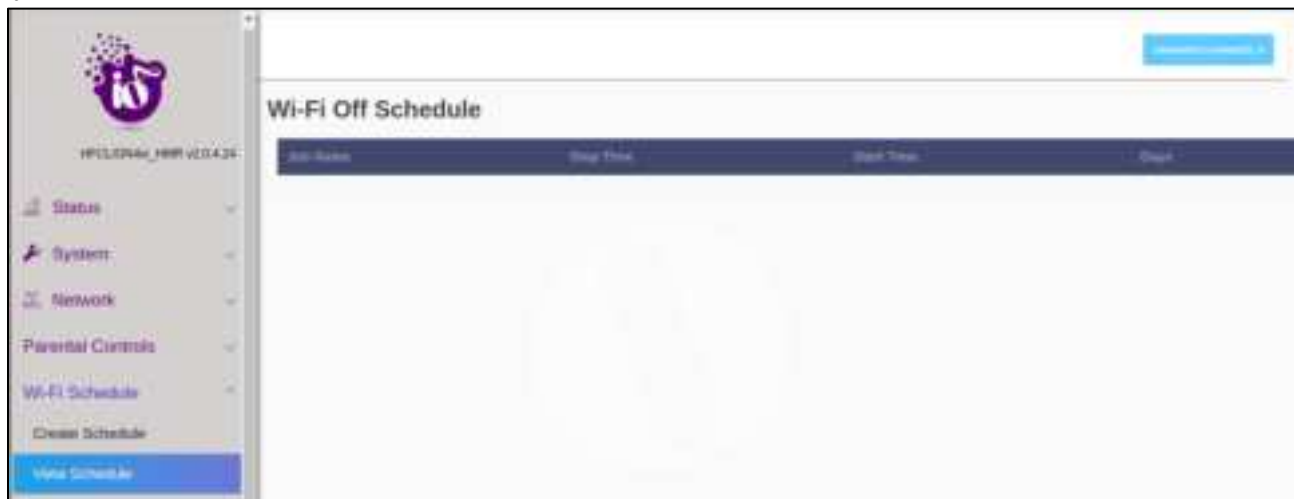 Wi-Fi Off Schedule
Job Name Stop Time Start Time Days
Status
System
Network
Parental Controls
Wi-Fi Schedule
Create Schedule
View Schedule